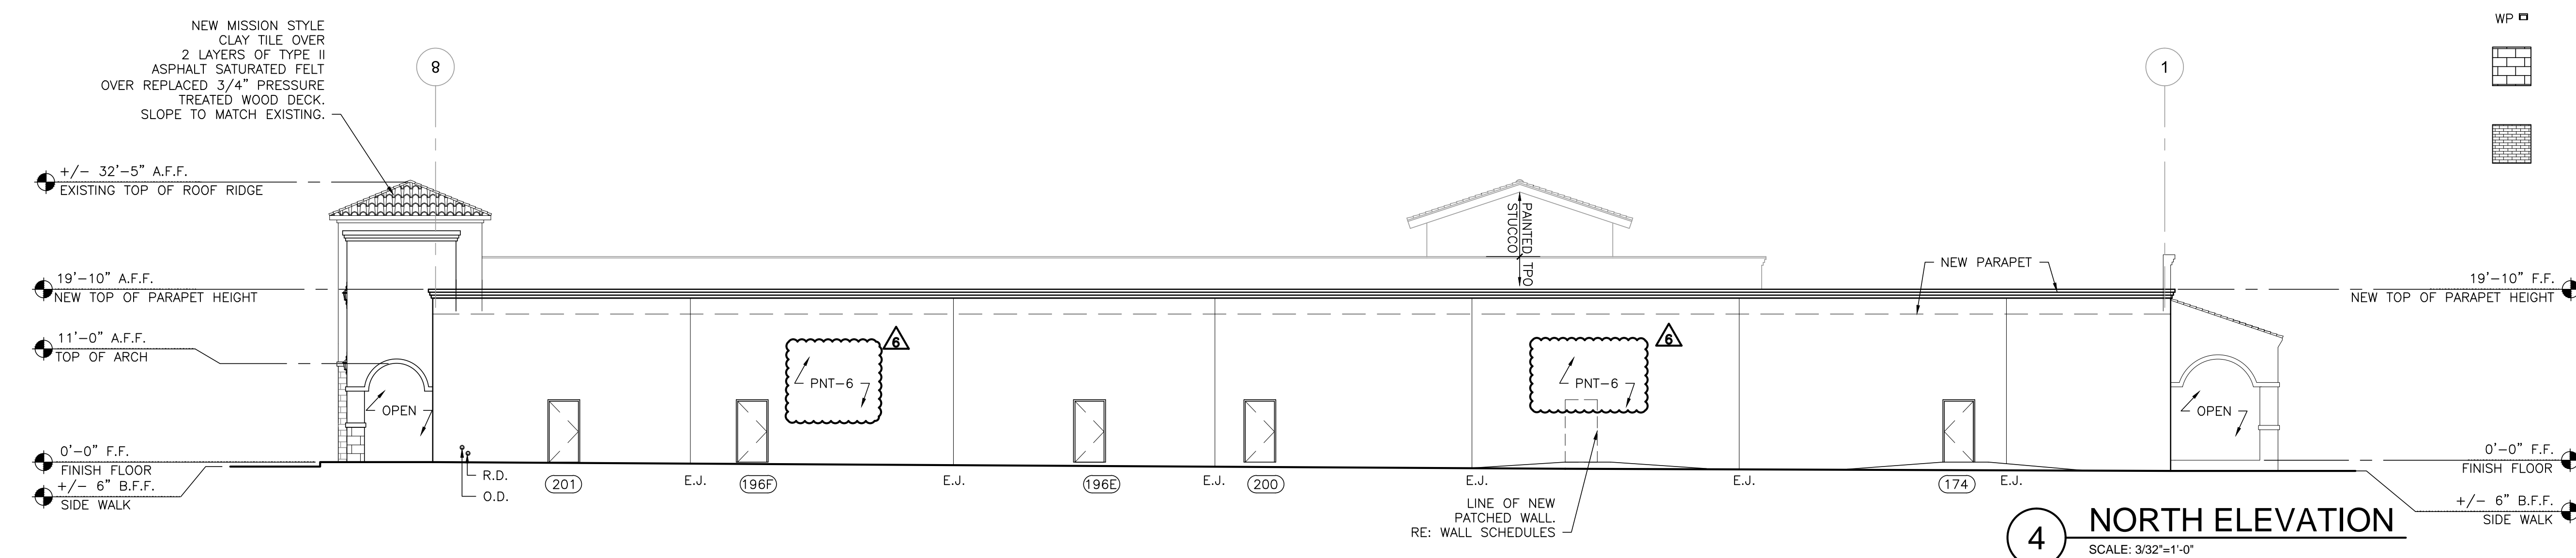 NEW MISSION STYLE
CLAY TILE OVER
2 LAYERS OF TYPE II
ASPHALT SATURATED FELT
OVER REPLACED 3/4" PRESSURE
TREATED WOOD DECK.
SLOPE TO MATCH EXISTING.
8
1
WP
+/- 32'-5" A.F.F.
EXISTING TOP OF ROOF RIDGE
PAINTED
STUCCO
TPO
NEW PARAPET
19'-10" A.F.F.
NEW TOP OF PARAPET HEIGHT
19'-10" F.F.
NEW TOP OF PARAPET HEIGHT
11'-0" A.F.F.
TOP OF ARCH
6
PNT-6
6
PNT-6
OPEN
OPEN
0'-0" F.F.
FINISH FLOOR
+/- 6" B.F.F.
SIDE WALK
0'-0" F.F.
FINISH FLOOR
+/- 6" B.F.F.
SIDE WALK
R.D.
O.D.
201
E.J.
196F
E.J.
196E
E.J.
200
E.J.
E.J.
174
E.J.
LINE OF NEW
PATCHED WALL.
RE: WALL SCHEDULES
4
NORTH ELEVATION
SCALE: 3/32"=1'-0"